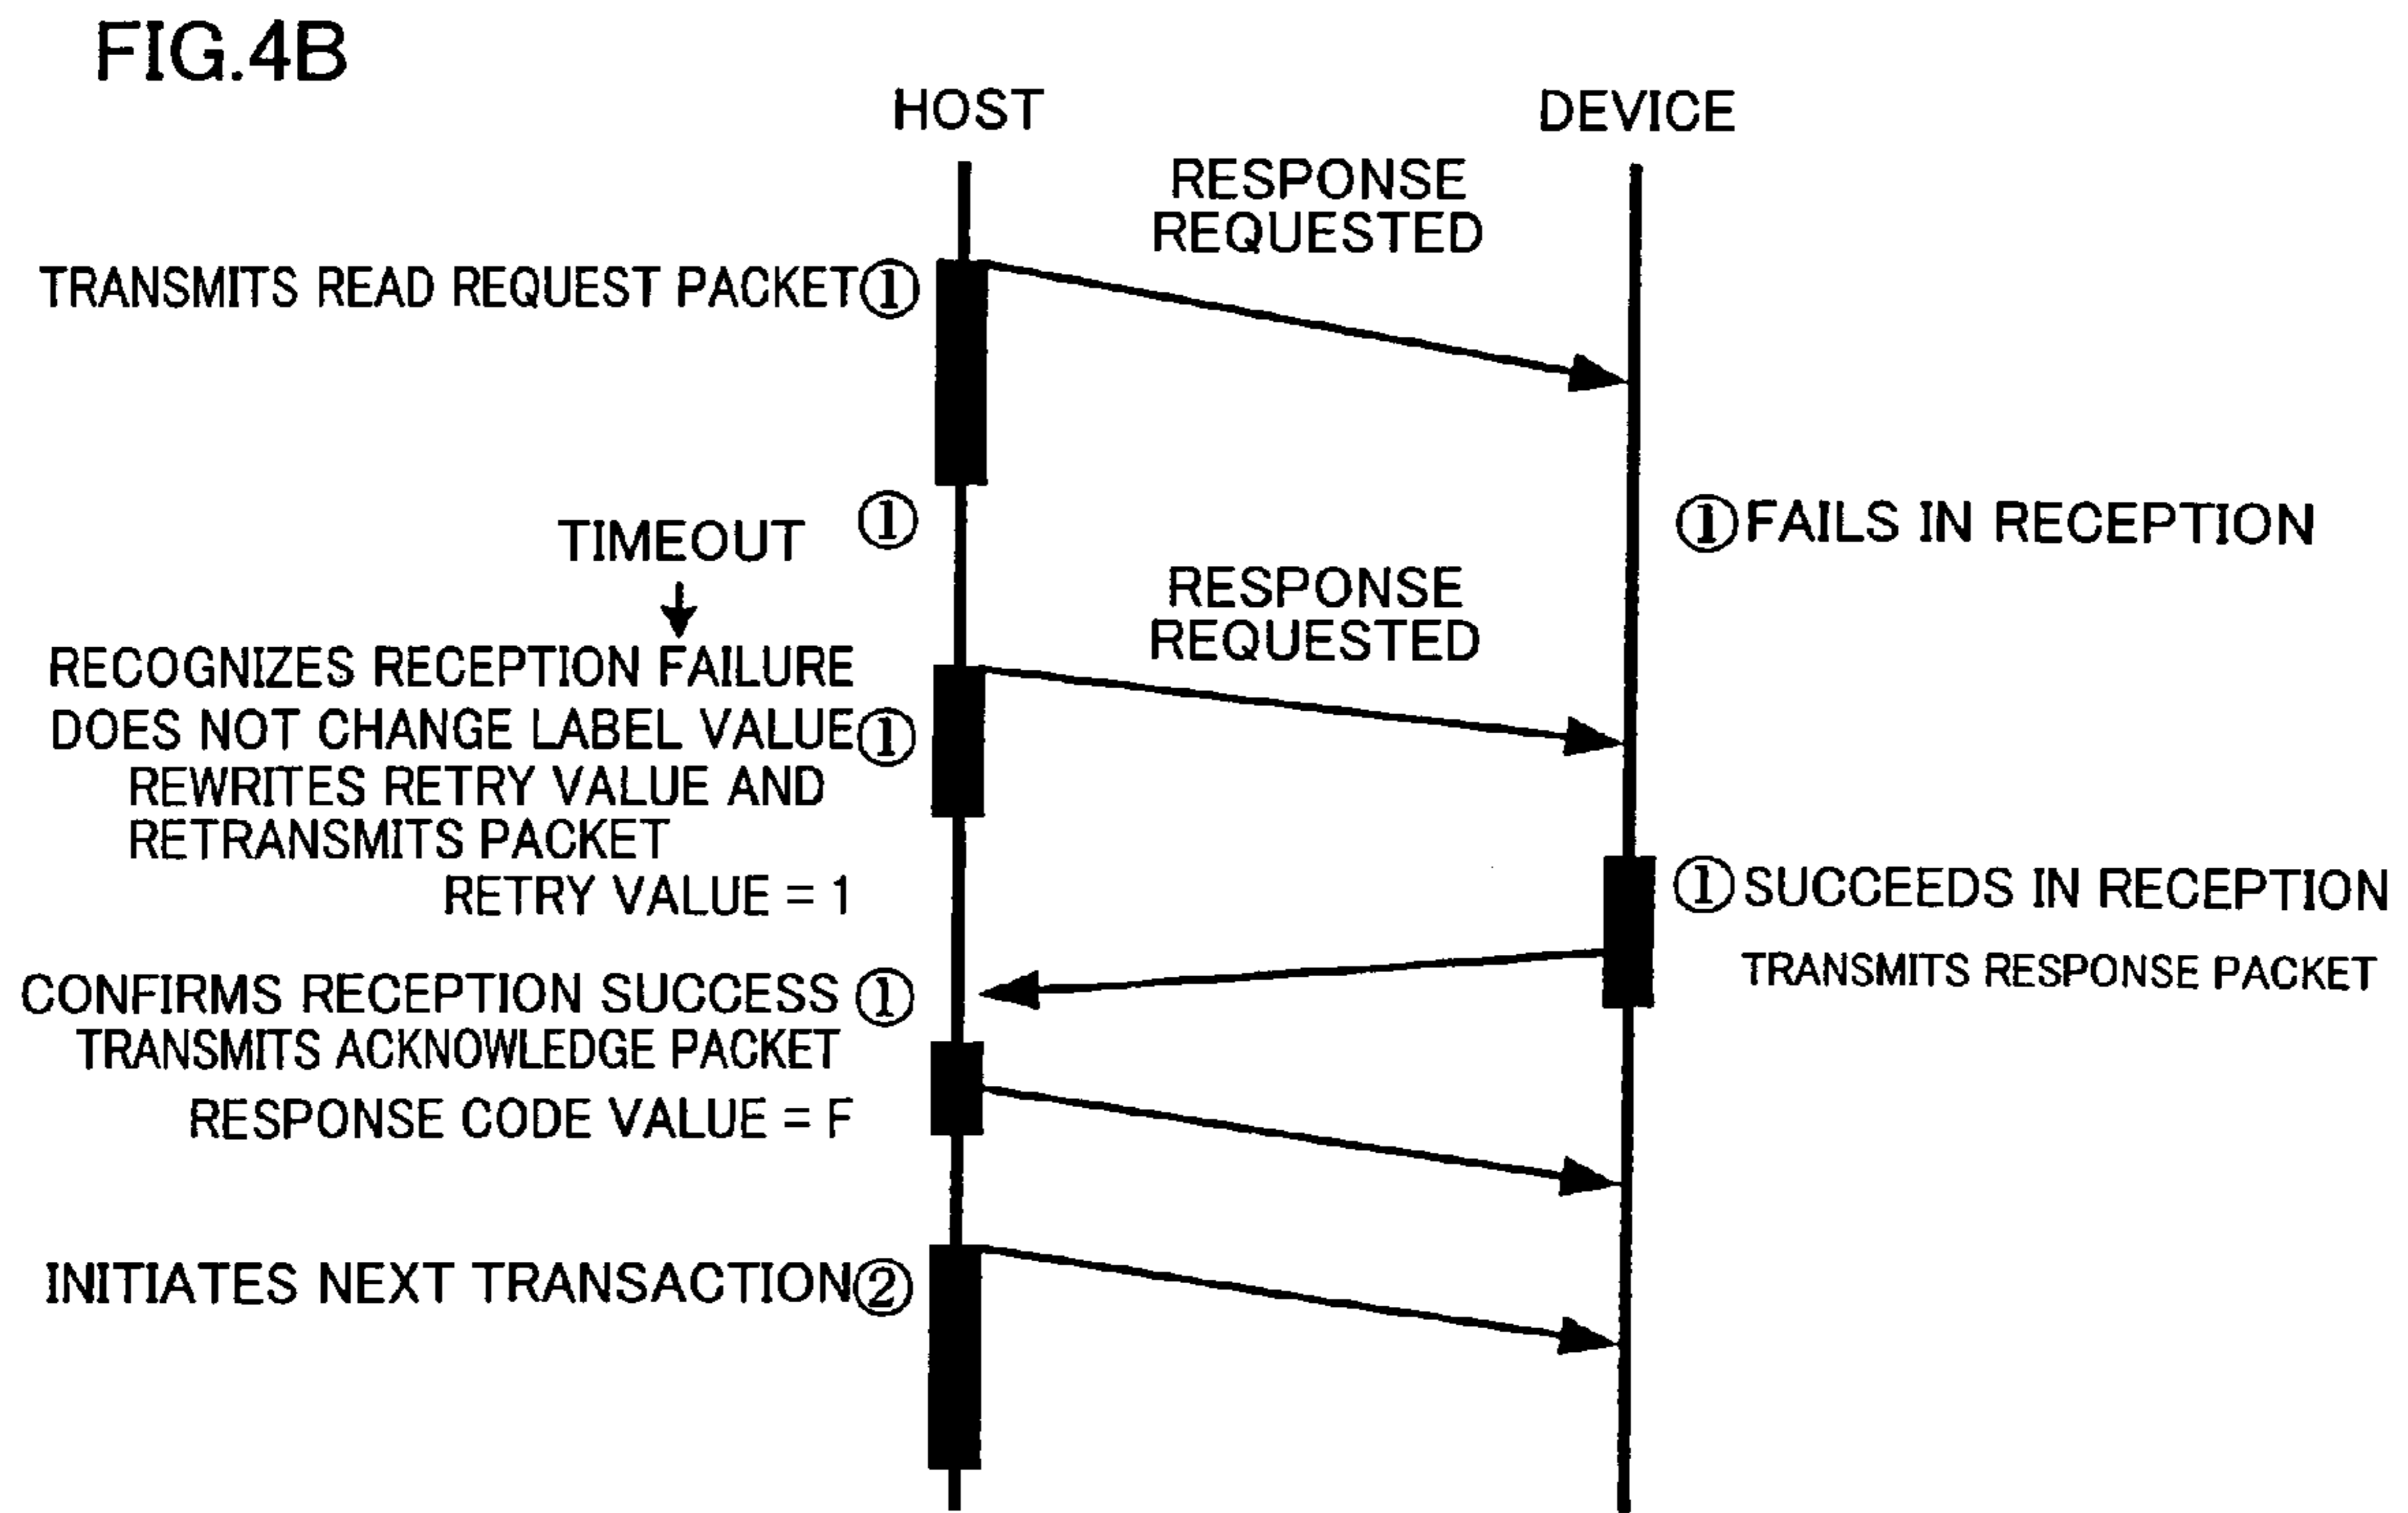 FIG.4B
HOST
DEVICE
RESPONSE
REQUESTED
TRANSMITS READ REQUEST PACKET①
①
①FAILS IN RECEPTION
TIMEOUT
RESPONSE
REQUESTED
RECOGNIZES RECEPTION FAILURE
DOES NOT CHANGE LABEL VALUE①
REWRITES RETRY VALUE AND
RETRANSMITS PACKET
RETRY VALUE = 1
①SUCCEEDS IN RECEPTION
TRANSMITS RESPONSE PACKET
CONFIRMS RECEPTION SUCCESS ①
TRANSMITS ACKNOWLEDGE PACKET
RESPONSE CODE VALUE = F
INITIATES NEXT TRANSACTION②